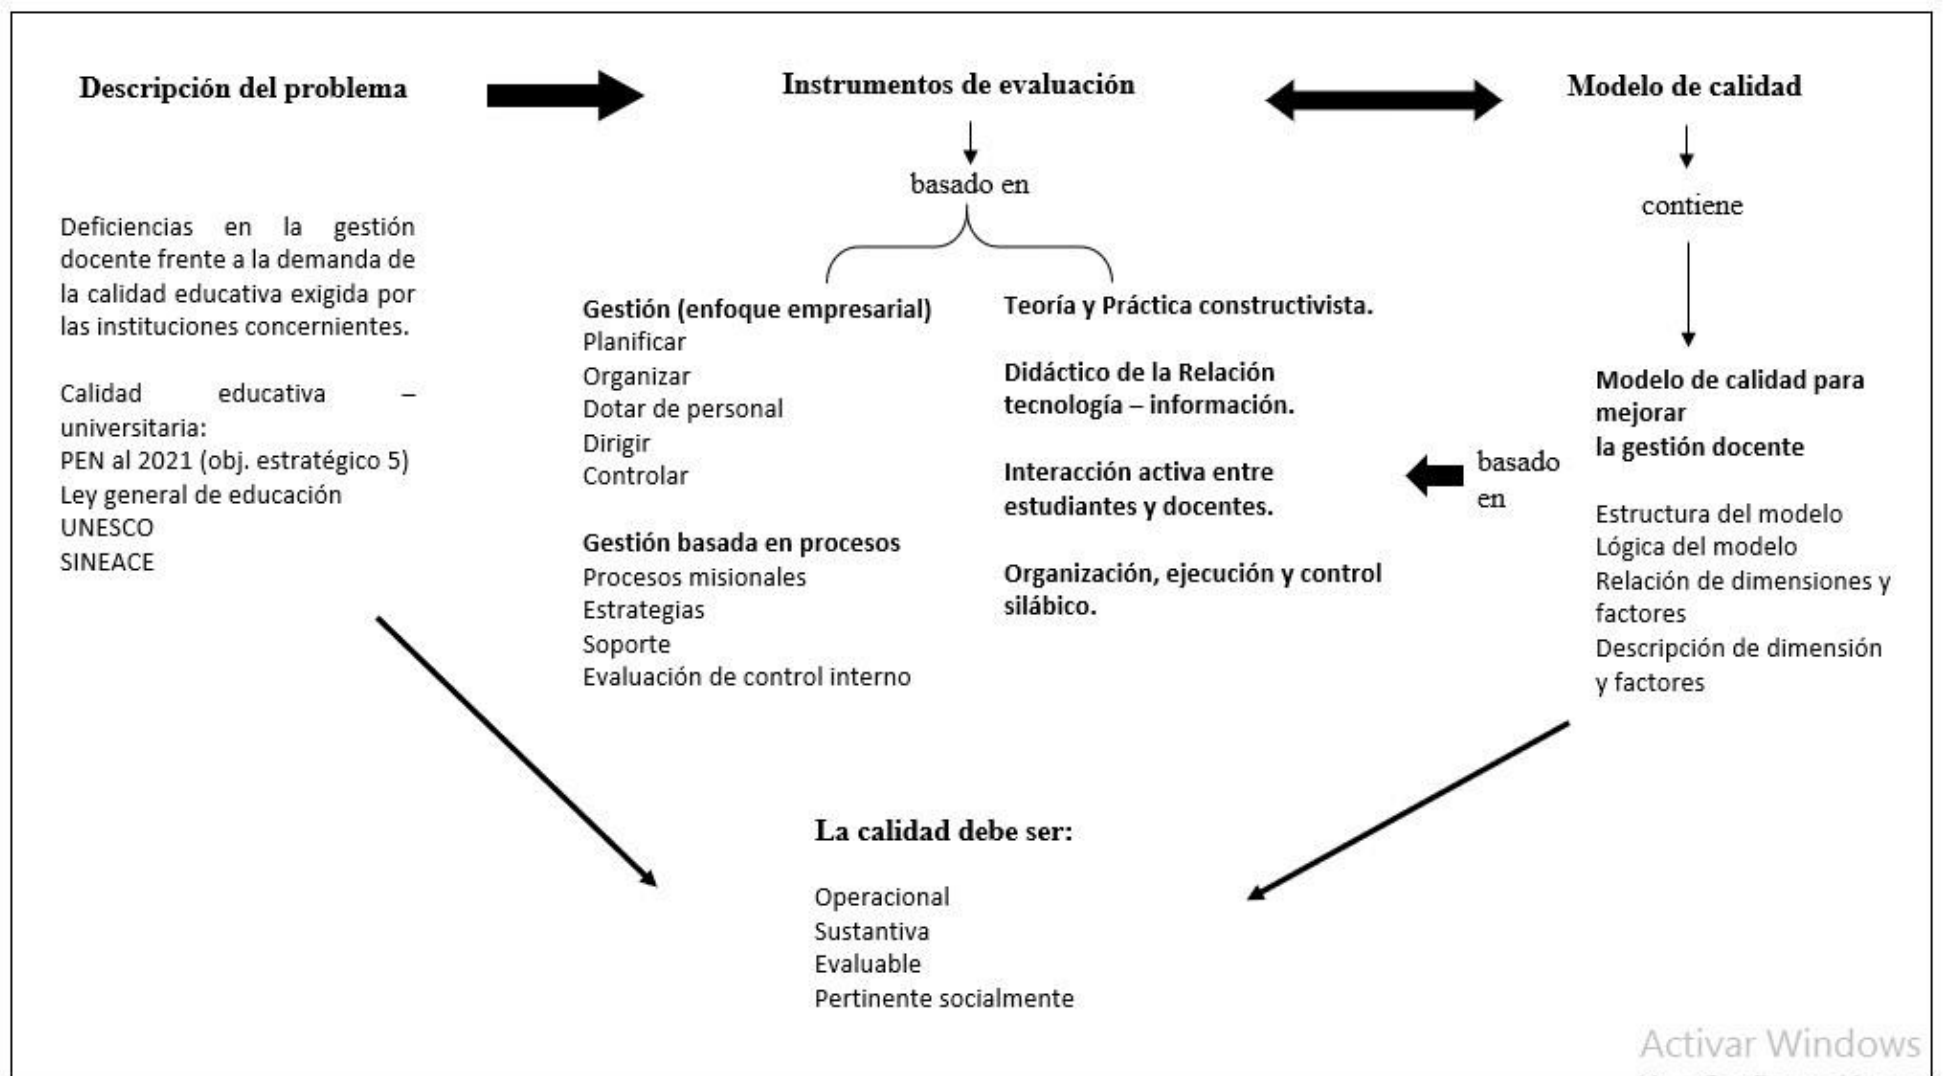 Descripción del problema
Instrumentos de evaluación
Modelo de calidad
basado en
contiene
Deficiencias en la gestión
docente frente a la demanda de
la calidad educativa exigida por
las instituciones concernientes.
Calidad educativa –
universitaria:
PEN al 2021 (obj. estratégico 5)
Ley general de educación
UNESCO
SINEACE
Gestión (enfoque empresarial)
Planificar
Organizar
Dotar de personal
Dirigir
Controlar
Gestión basada en procesos
Procesos misionales
Estrategias
Soporte
Evaluación de control interno
Teoría y Práctica constructivista.
Didáctico de la Relación
tecnología – información.
Interacción activa entre
estudiantes y docentes.
Organización, ejecución y control
silábico.
basado
en
Modelo de calidad para
mejorar
la gestión docente
Estructura del modelo
Lógica del modelo
Relación de dimensiones y
factores
Descripción de dimensión
y factores
La calidad debe ser:
Operacional
Sustantiva
Evaluable
Pertinente socialmente
Activar Windows